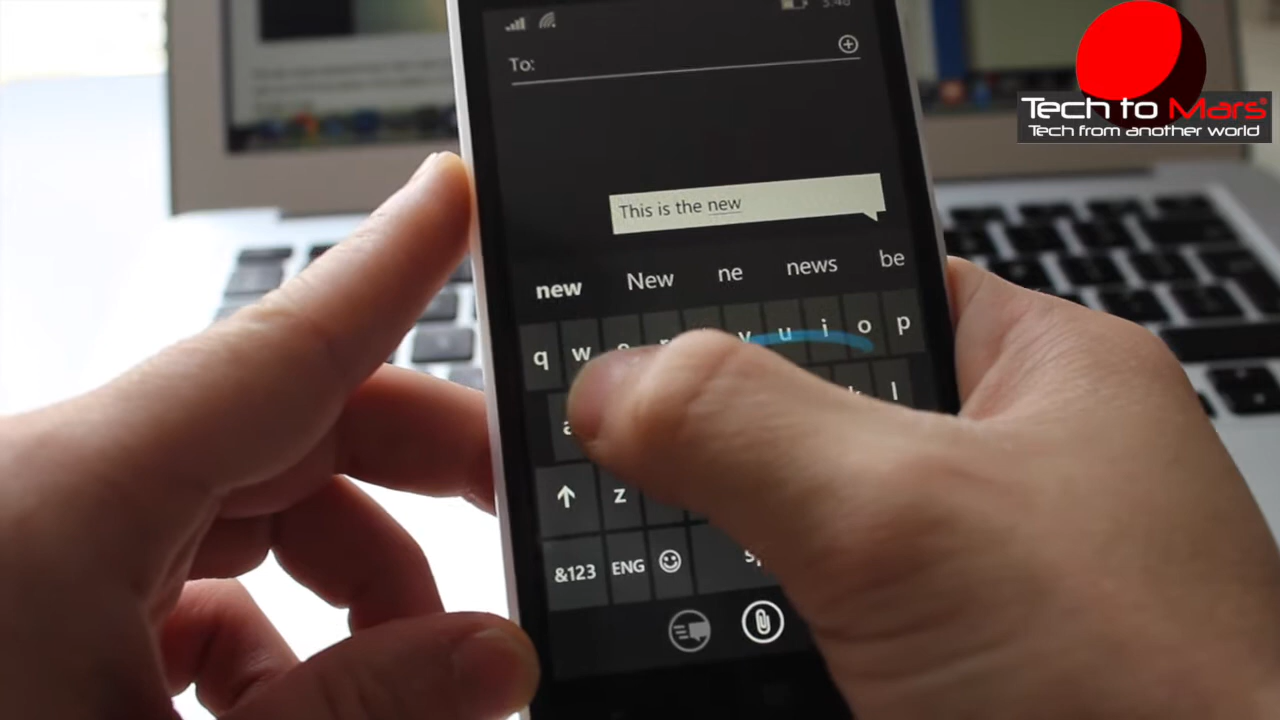 To:
This is the new
new New ne news be
q w u i o p
a l
z
&123 ENG
Tech to Mars
Tech from another world